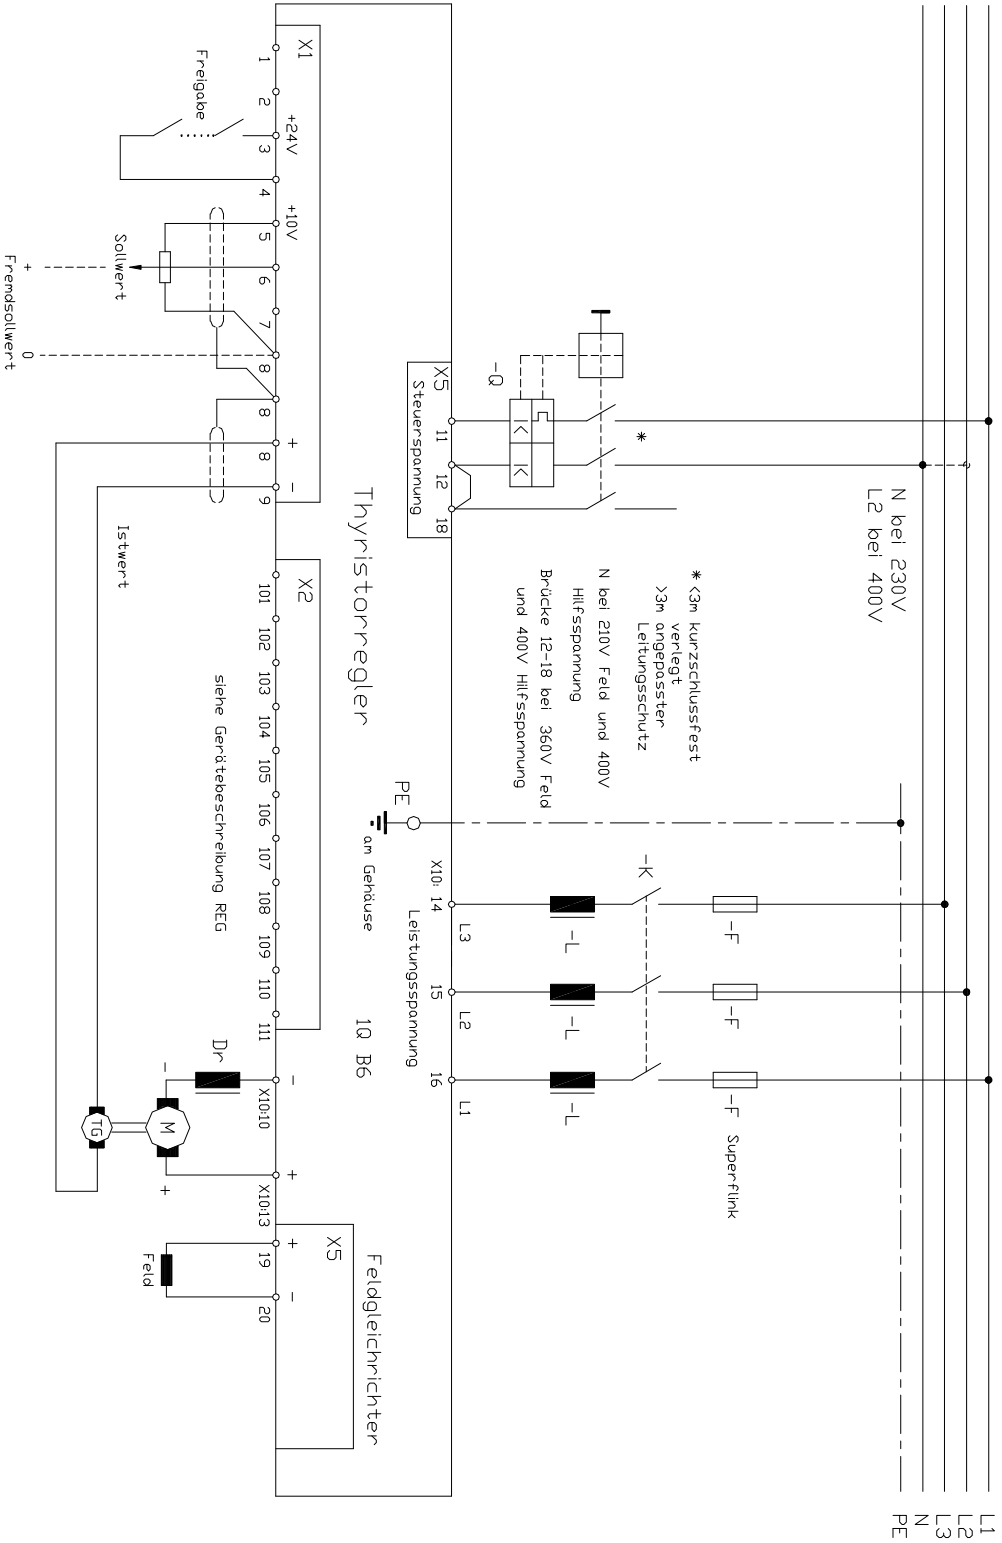 L1
L2
L3
N
PE
N bei 230V
L2 bei 400V
* <3m kurzschlussfest
verlegt
>3m angepasster
Leitungsschutz
N bei 210V Feld und 400V
Hilfsspannung
Brücke 12-18 bei 360V Feld
und 400V Hilfsspannung
*
-Q
-K
-F
-F
-F
Superflink
-L
-L
-L
L3
L2
L1
X5
11
12
18
Steuerspannung
PE
am Gehäuse
X10:
14
15
16
Leistungsspannung
Thyristorregler
1Q B6
Feldgleichrichter
X1
X2
X5
+24V
+10V
+
-
-
+
+
-
1
2
3
4
5
6
7
8
8
8
9
101
102
103
104
105
106
107
108
109
110
111
X10:10
X10:13
19
20
Freigabe
siehe Gerätebeschreibung REG
Dr
Sollwert
Istwert
-
M
+
Feld
TG
+
0
Fremdsollwert